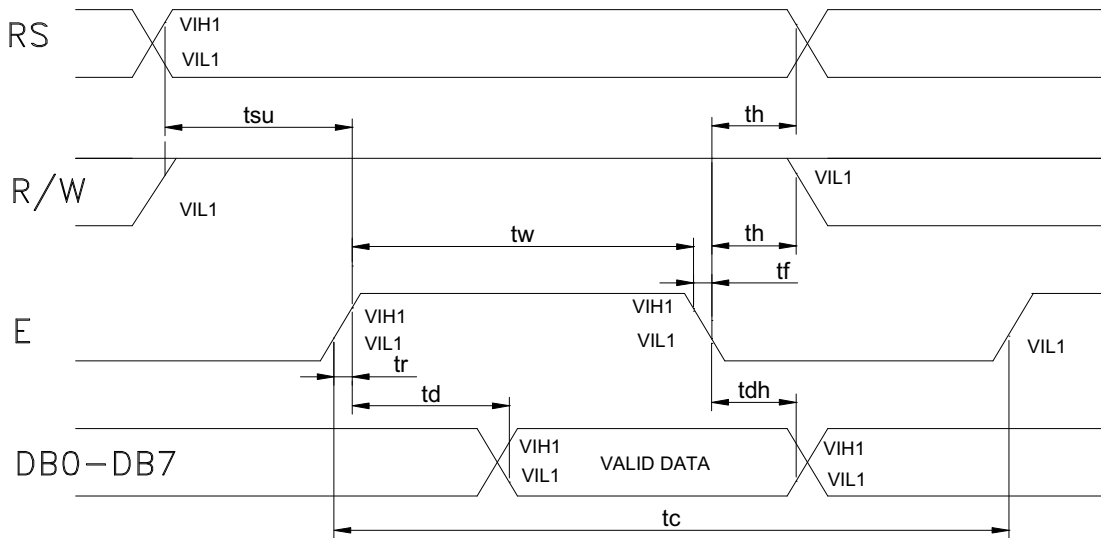 RS
VIH1
VIL1
tsu
th
R/W
VIL1
VIL1
tw
th
tf
E
VIH1
VIL1
VIH1
VIL1
VIL1
tr
td
tdh
DB0-DB7
VIH1
VIL1
VALID DATA
VIH1
VIL1
tc